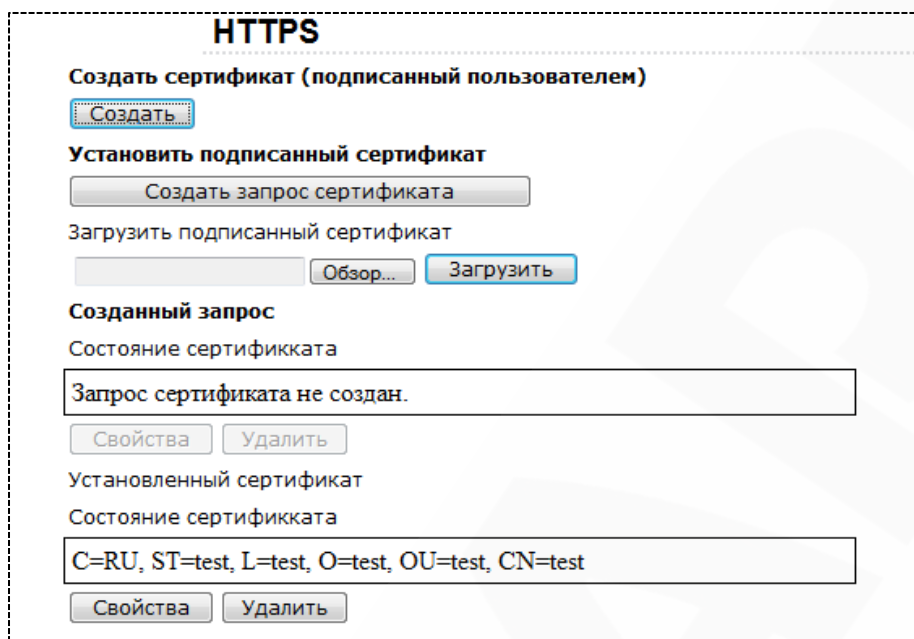 HTTPS
Создать сертификат (подписанный пользователем)
Создать
Установить подписанный сертификат
Создать запрос сертификата
Загрузить подписанный сертификат
Обзор... Загрузить
Созданный запрос
Состояние сертификката
Запрос сертификата не создан.
Свойства Удалить
Установленный сертификат
Состояние сертификката
C=RU, ST=test, L=test, O=test, OU=test, CN=test
Свойства Удалить